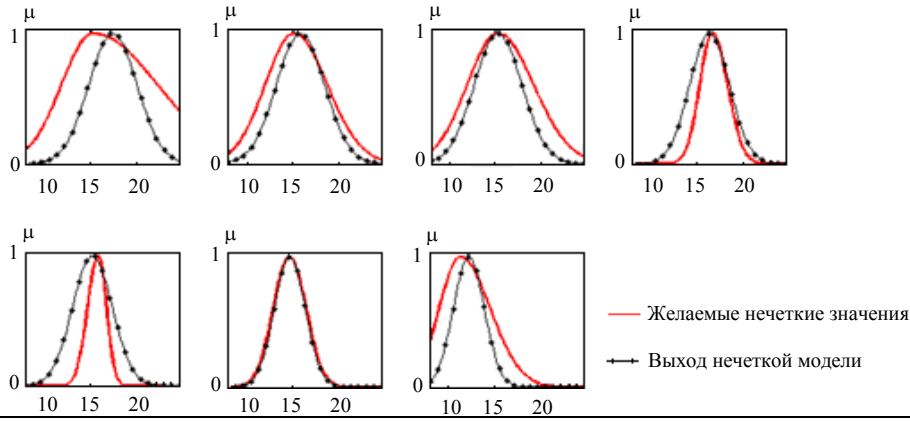 μ μ μ μ
1 1 1 1
0 0 0 0
10 15 20 10 15 20 10 15 20 10 15 20
μ μ μ
1 1 1
0 0 0
10 15 20 10 15 20 10 15 20
Желаемые нечеткие значения
Выход нечеткой модели